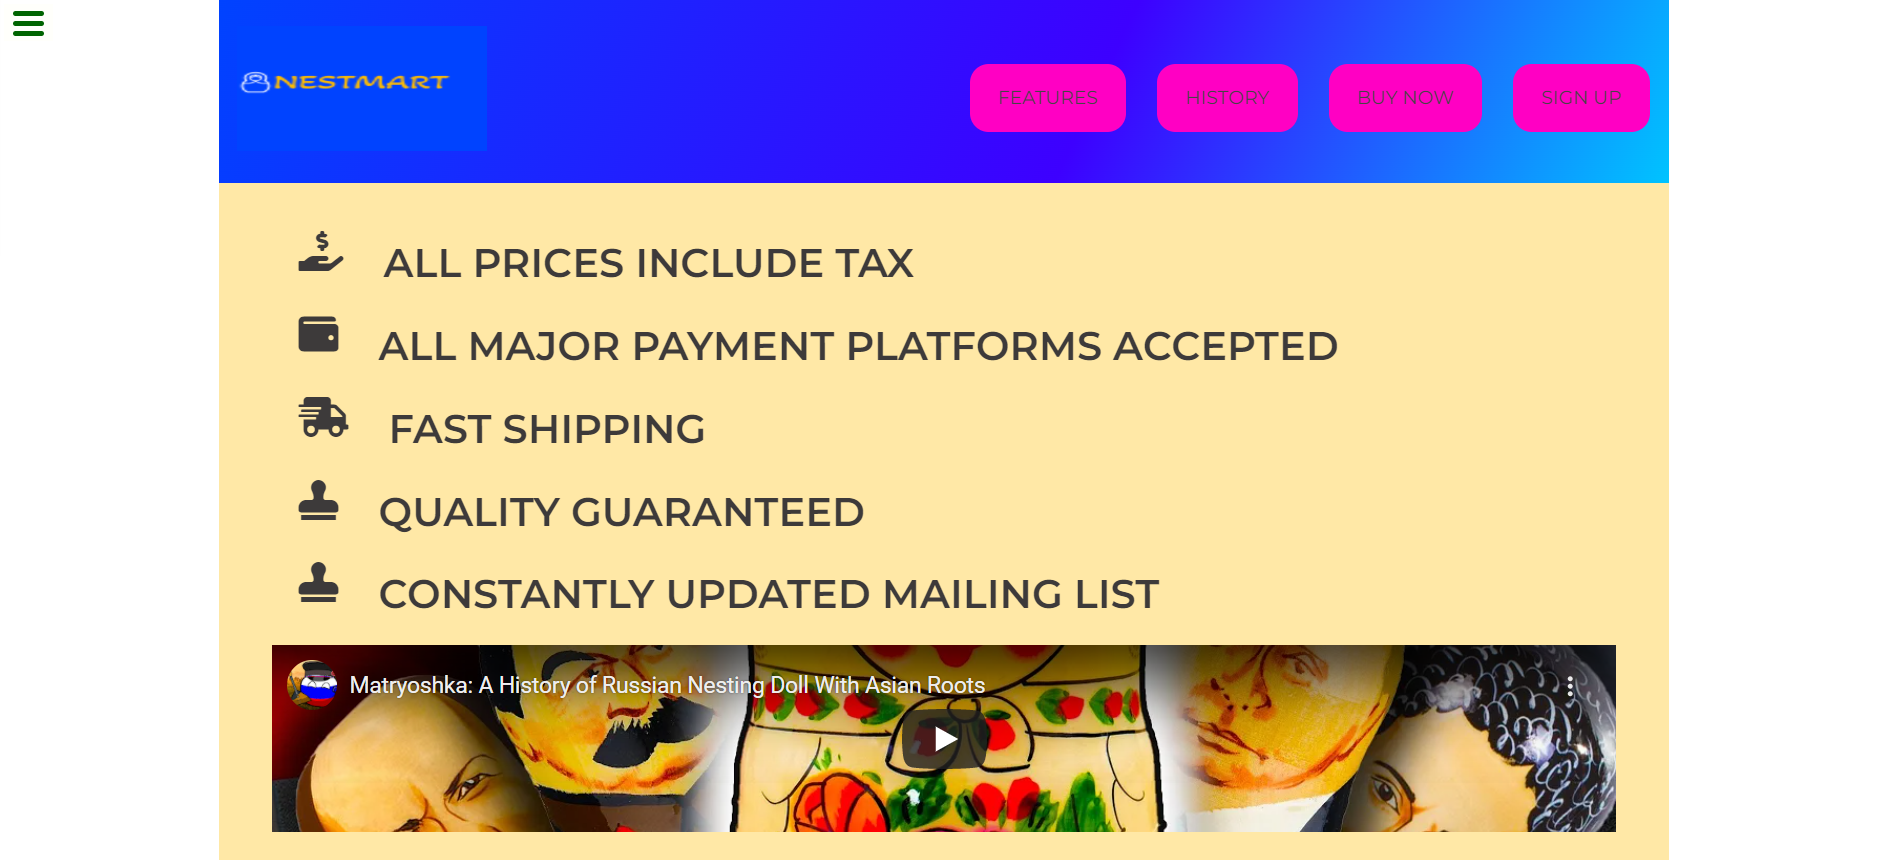 NESTMART
FEATURES
HISTORY
BUY NOW
SIGN UP
ALL PRICES INCLUDE TAX
ALL MAJOR PAYMENT PLATFORMS ACCEPTED
FAST SHIPPING
QUALITY GUARANTEED
CONSTANTLY UPDATED MAILING LIST
Matryoshka: A History of Russian Nesting Doll With Asian Roots